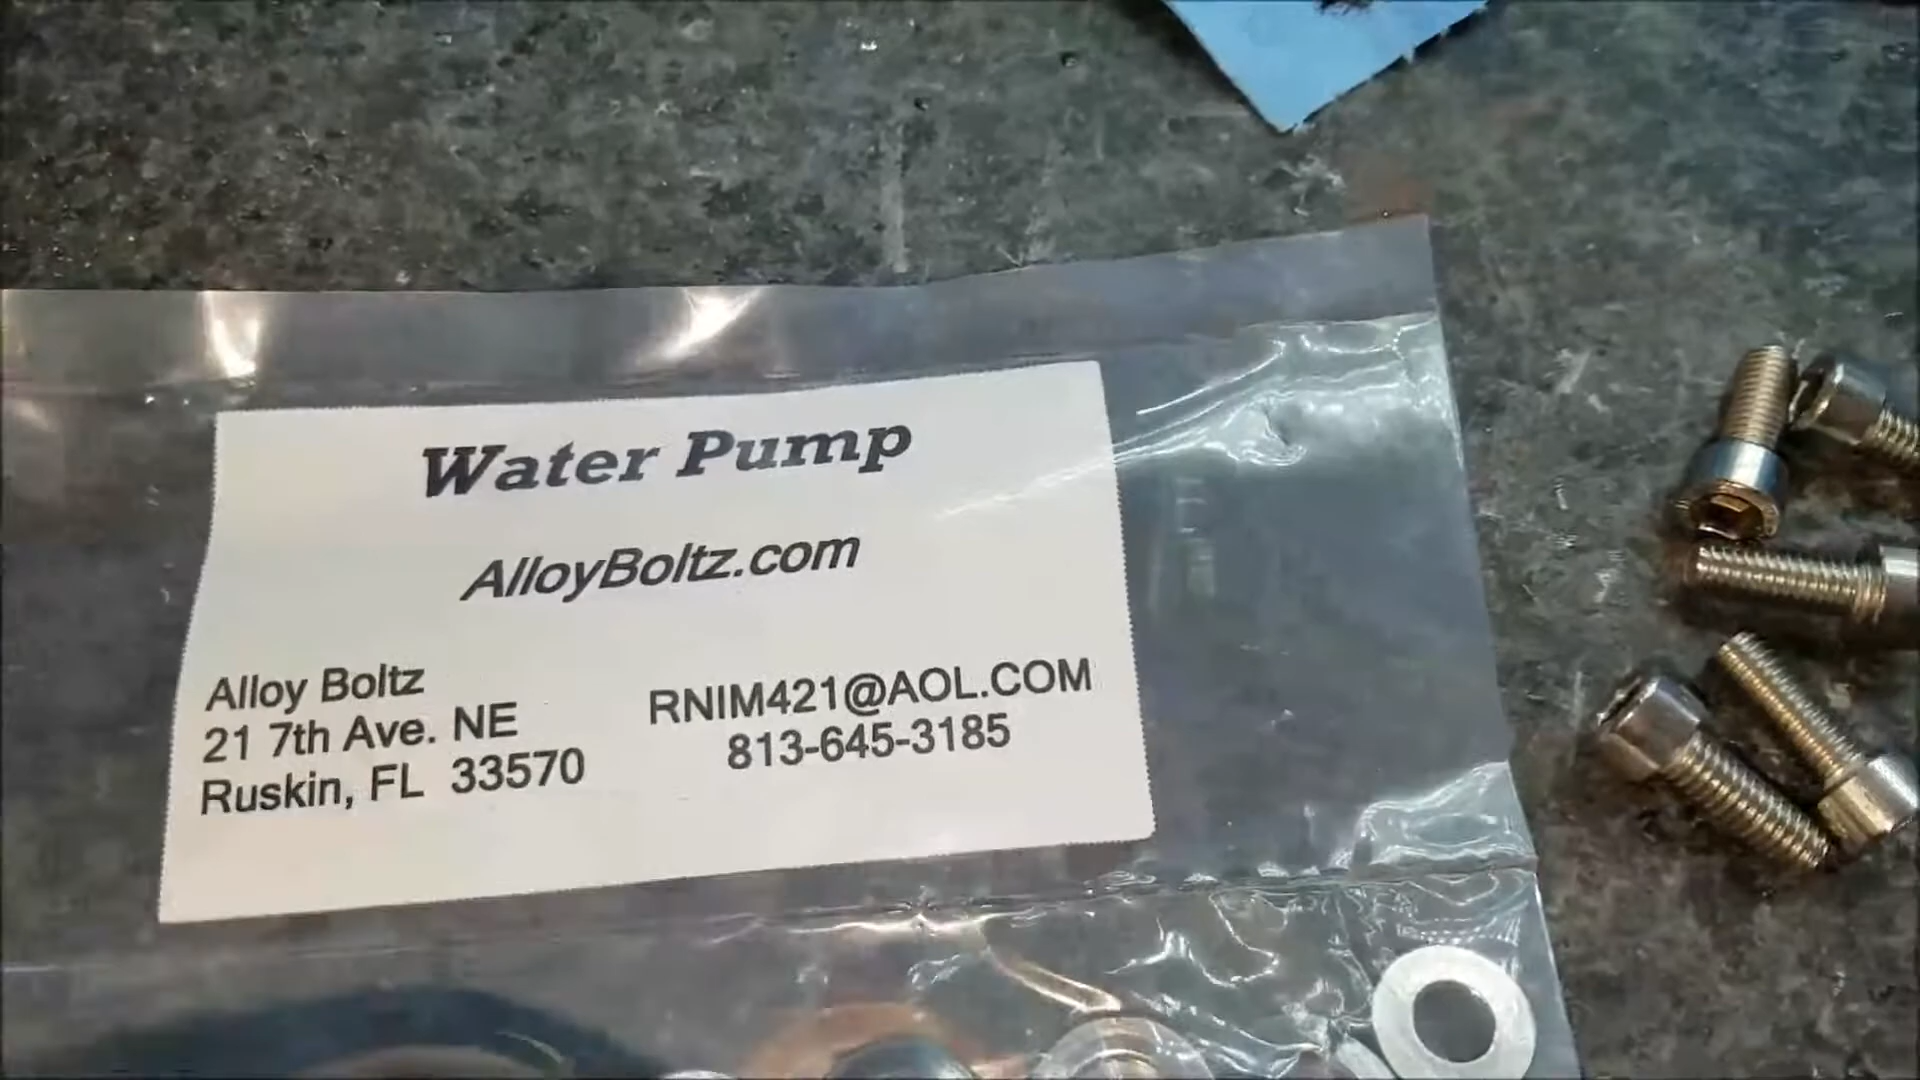 Water Pump
AlloyBoltz.com
Alloy Boltz
21 7th Ave. NE
Ruskin, FL 33570
RNIM421@AOL.COM
813-645-3185